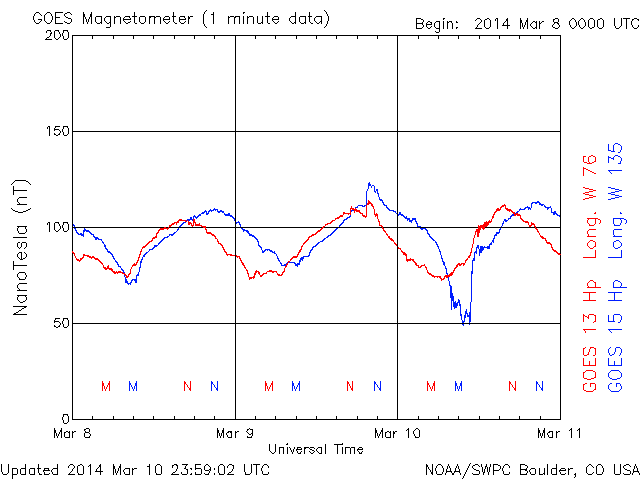 GOES Magnetometer (1 minute data)
Begin: 2014 Mar 8 0000 UTC
200
150
100
50
0
NanoTesla (nT)
M M N N M M N N M M N N
Mar 8 Mar 9 Mar 10 Mar 11
Universal Time
GOES 13 Hp Long. W 76
GOES 15 Hp Long. W 135
Updated 2014 Mar 10 23:59:02 UTC
NOAA/SWPC Boulder, CO USA